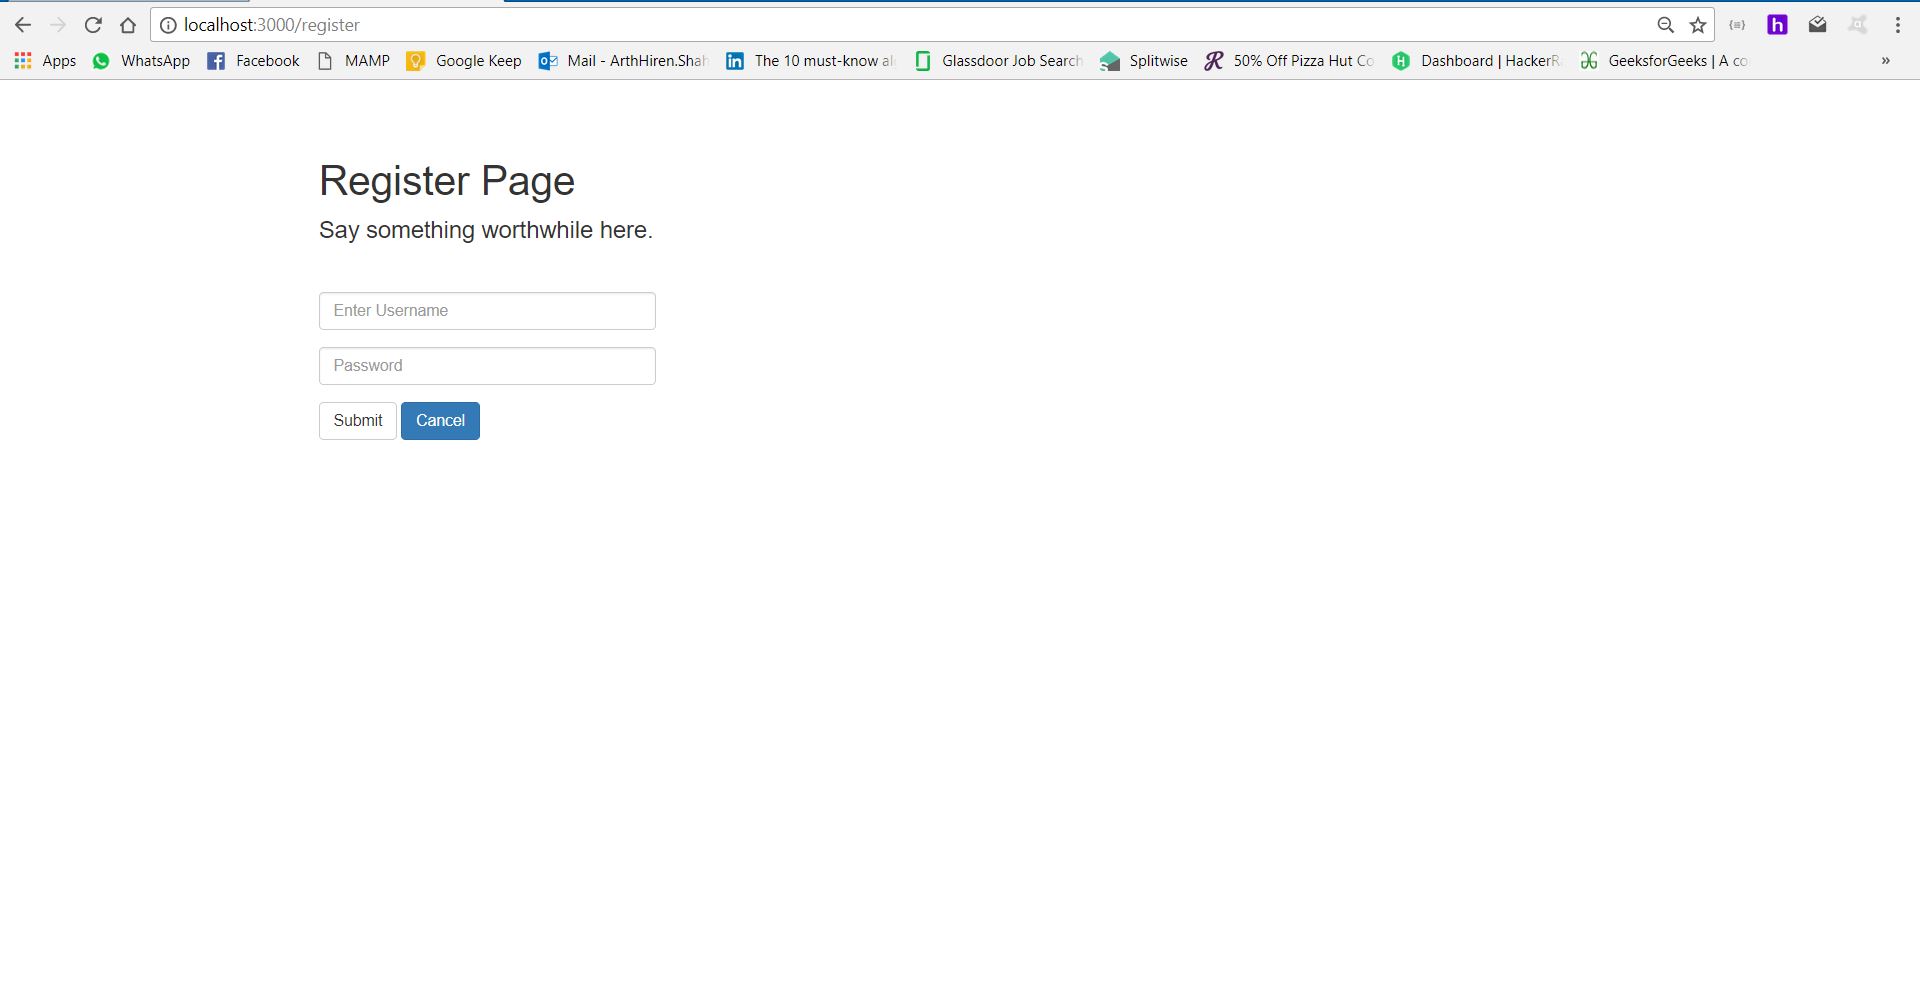 localhost:3000/register
Apps WhatsApp Facebook MAMP Google Keep Mail - ArthHiren.Shah The 10 must-know al Glassdoor Job Search Splitwise 50% Off Pizza Hut Co Dashboard | HackerR GeeksforGeeks | A co »
Register Page
Say something worthwhile here.
Enter Username
Password
Submit Cancel